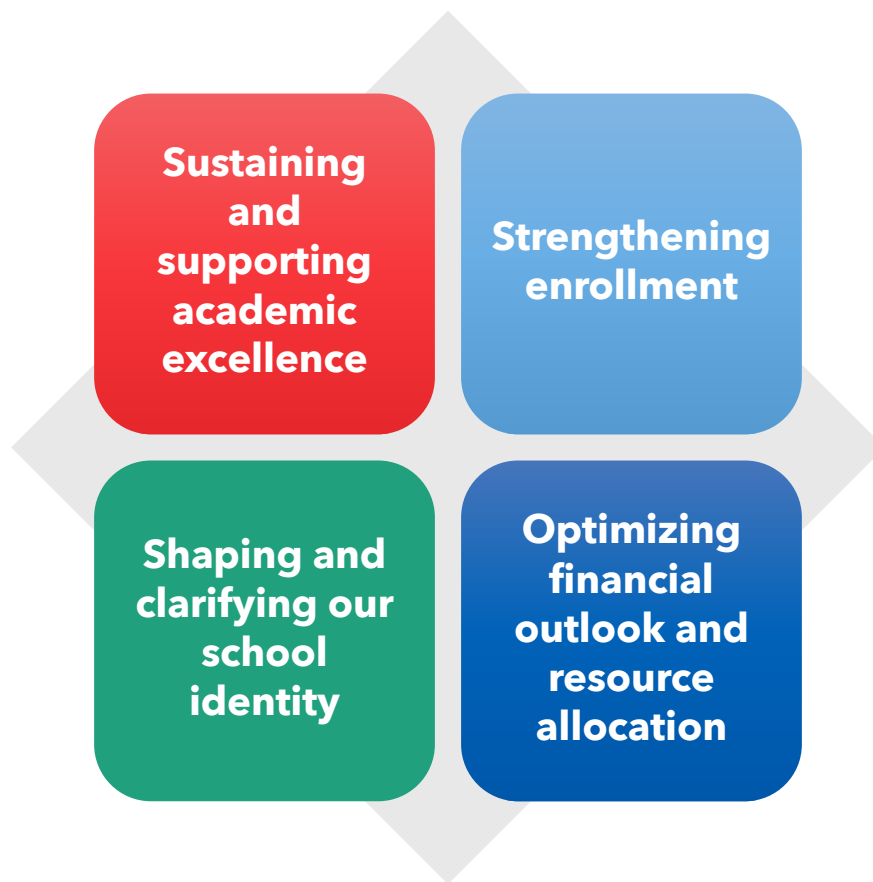 Sustaining
and
supporting
academic
excellence
Strengthening
enrollment
Shaping and
clarifying our
school
identity
Optimizing
financial
outlook and
resource
allocation